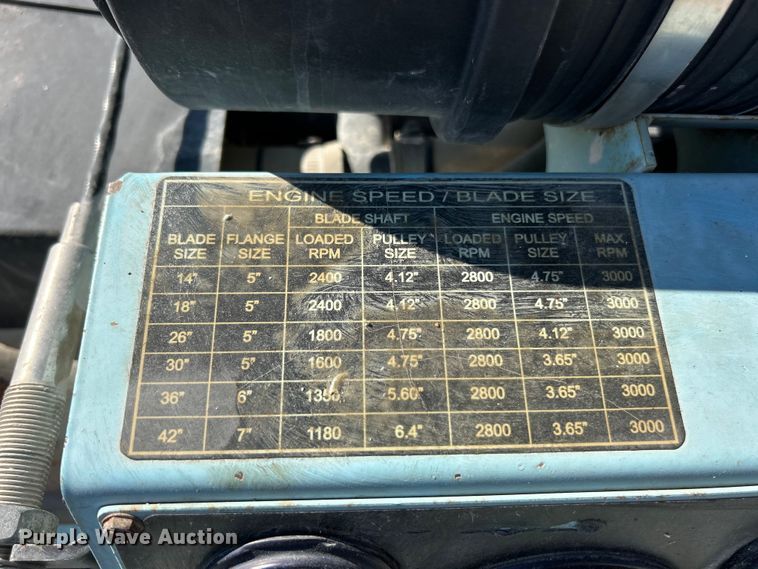 ENGINE SPEED / BLADE SIZE
BLADE SHAFT ENGINE SPEED
BLADE SIZE FLANGE SIZE LOADED RPM PULLEY SIZE LOADED RPM PULLEY SIZE MAX. RPM
14" 5" 2400 4.12" 2800 4.75" 3000
18" 5" 2400 4.12" 2800 4.75" 3000
26" 5" 1800 4.75" 2800 4.12" 3000
30" 5" 1600 4.75" 2800 3.65" 3000
36" 6" 1350 5.60" 2800 3.65" 3000
42" 7" 1180 6.4" 2800 3.65" 3000
Purple Wave Auction